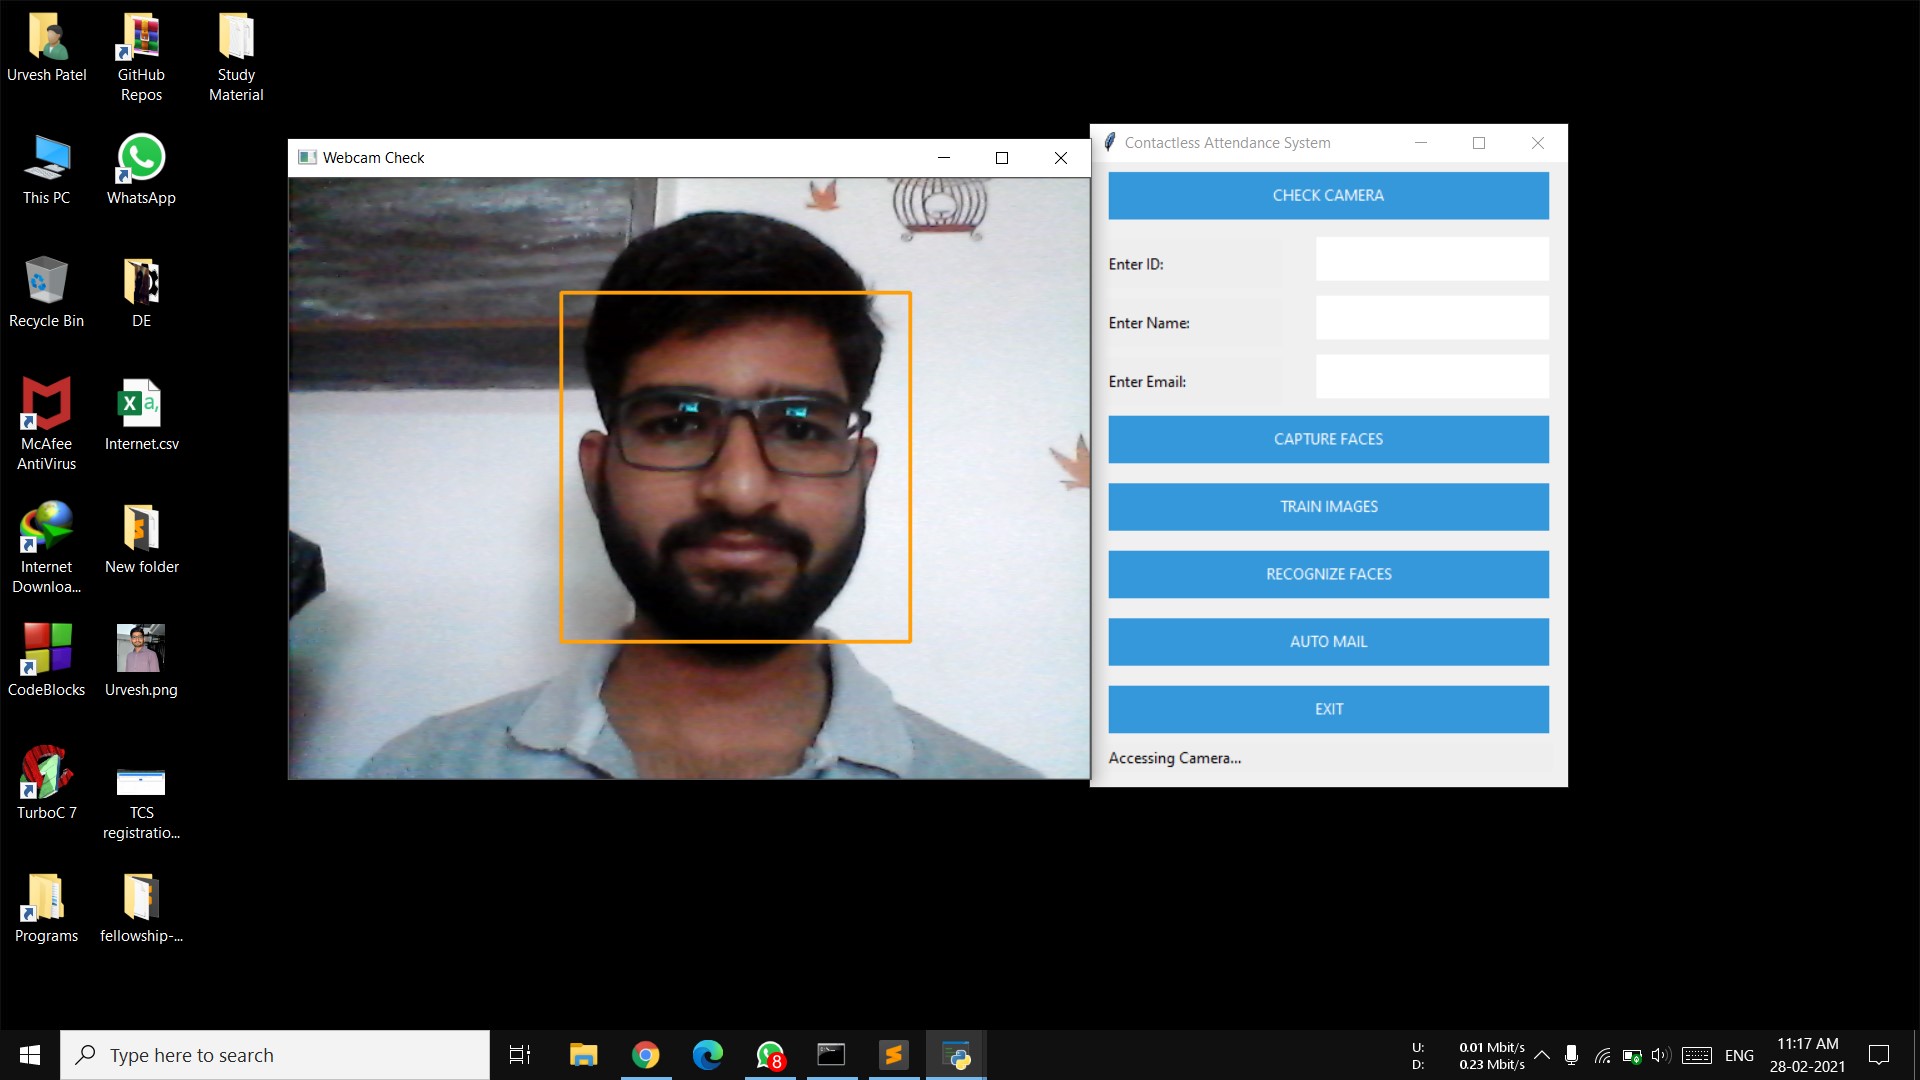 Urvesh Patel
GitHub
Repos
Study
Material
This PC
WhatsApp
Recycle Bin
DE
McAfee
AntiVirus
Internet.csv
Internet
Downloa...
New folder
CodeBlocks
Urvesh.png
TurboC 7
TCS
registratio...
Programs
fellowship-...
Webcam Check
Contactless Attendance System
CHECK CAMERA
Enter ID:
Enter Name:
Enter Email:
CAPTURE FACES
TRAIN IMAGES
RECOGNIZE FACES
AUTO MAIL
EXIT
Accessing Camera...
Type here to search
8
U: 0.01 Mbit/s
D: 0.23 Mbit/s
ENG
11:17 AM
28-02-2021